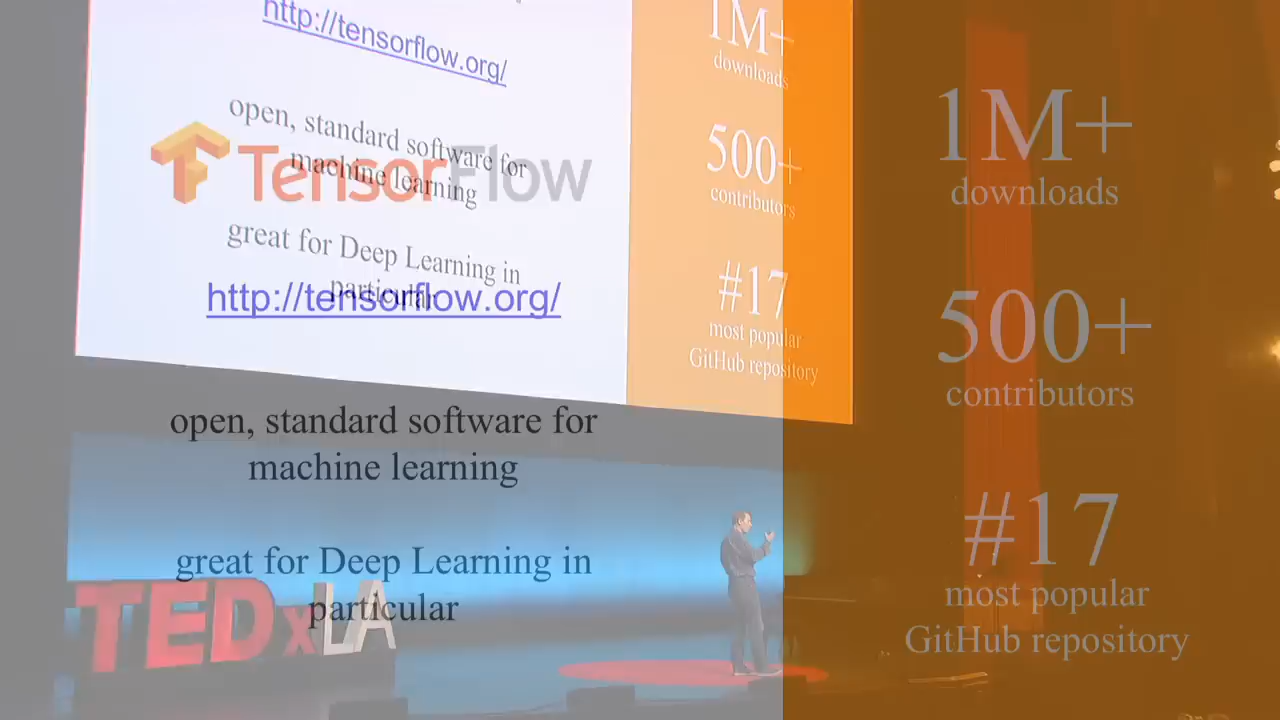 http://tensorflow.org/
1M+
downloads
open, standard software for
machine learning
500+
contributors
great for Deep Learning in
particular
#17
most popular
GitHub repository
TensorFlow
http://tensorflow.org/
open, standard software for
machine learning
great for Deep Learning in
particular
1M+
downloads
500+
contributors
#17
most popular
GitHub repository
TEDxLA